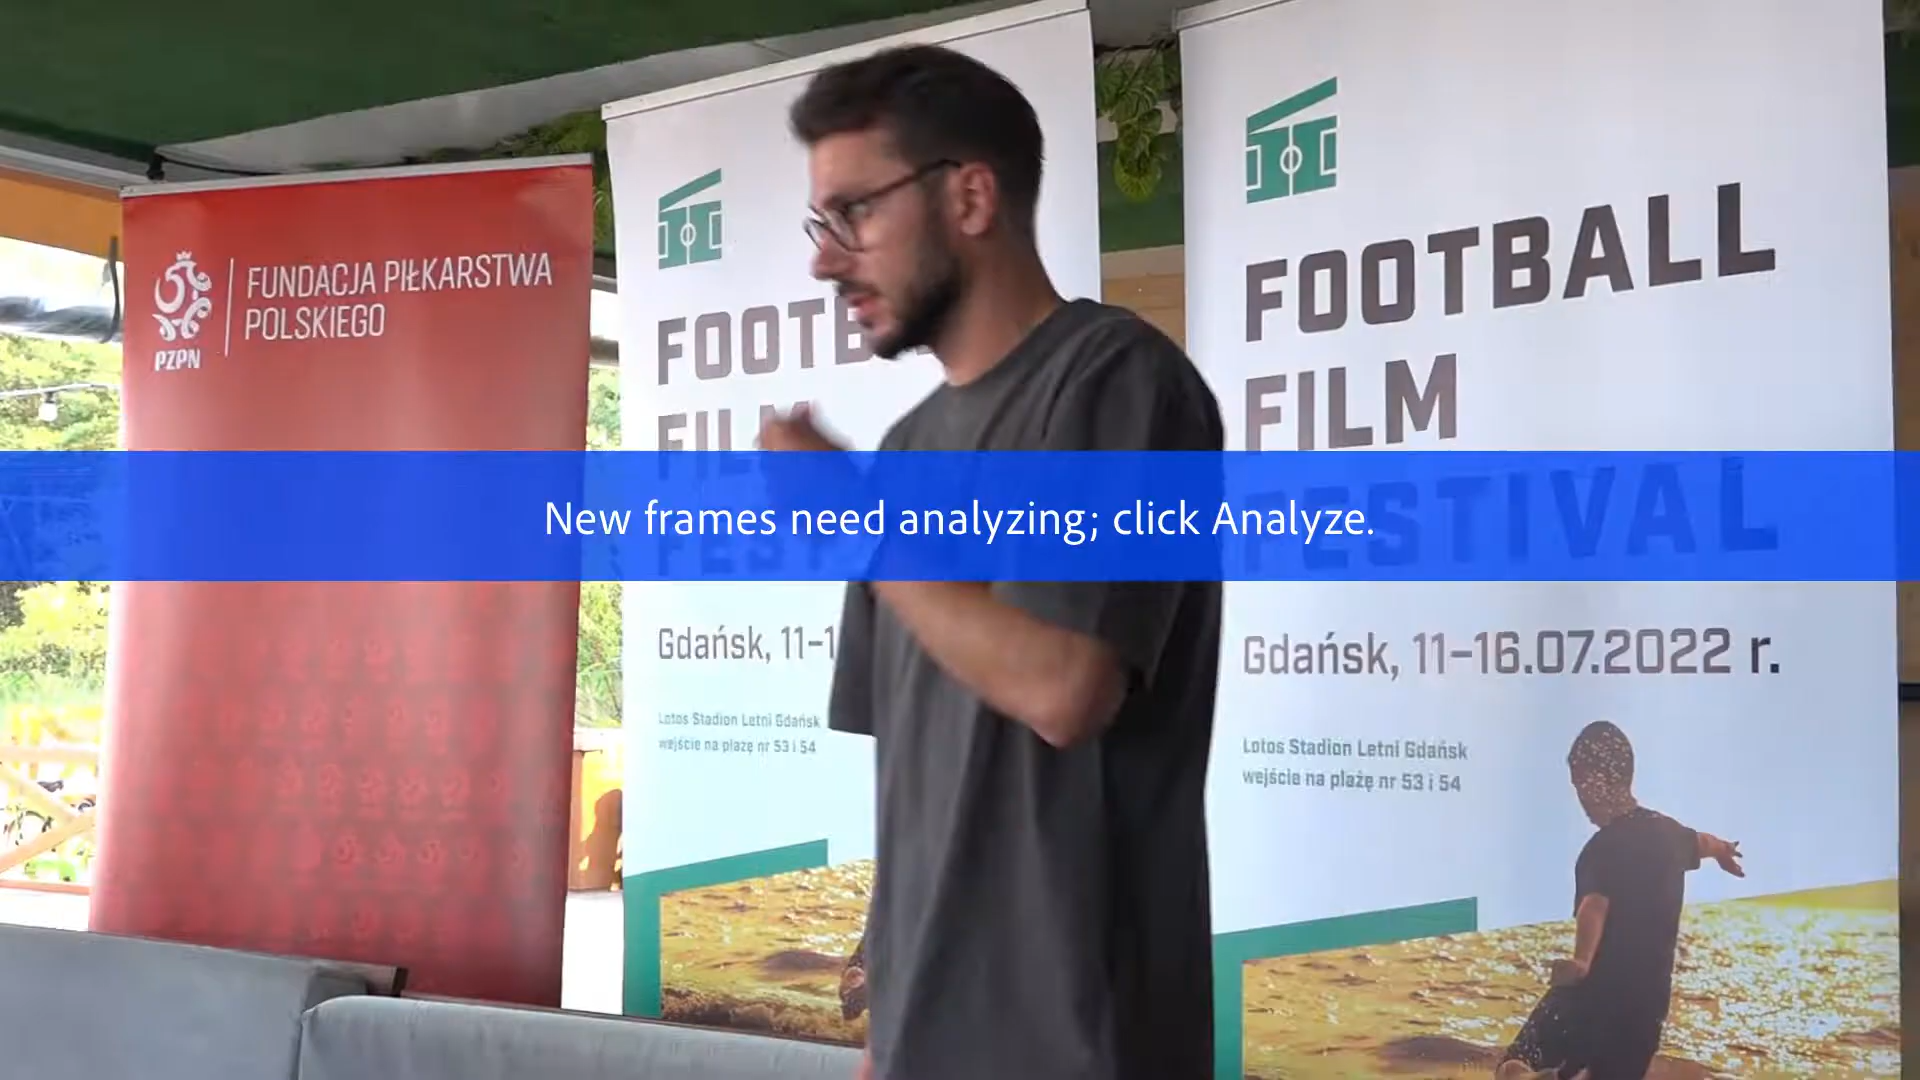 FUNDACJA PIŁKARSTWA
POLSKIEGO
PZPN
FOOTB
FILM
FEST
Gdańsk, 11-1
Lotos Stadion Letni Gdańsk
wejście na plażę nr 53 i 54
FOOTBALL
FILM
FESTIVAL
Gdańsk, 11-16.07.2022 r.
Lotos Stadion Letni Gdańsk
wejście na plażę nr 53 i 54
New frames need analyzing; click Analyze.